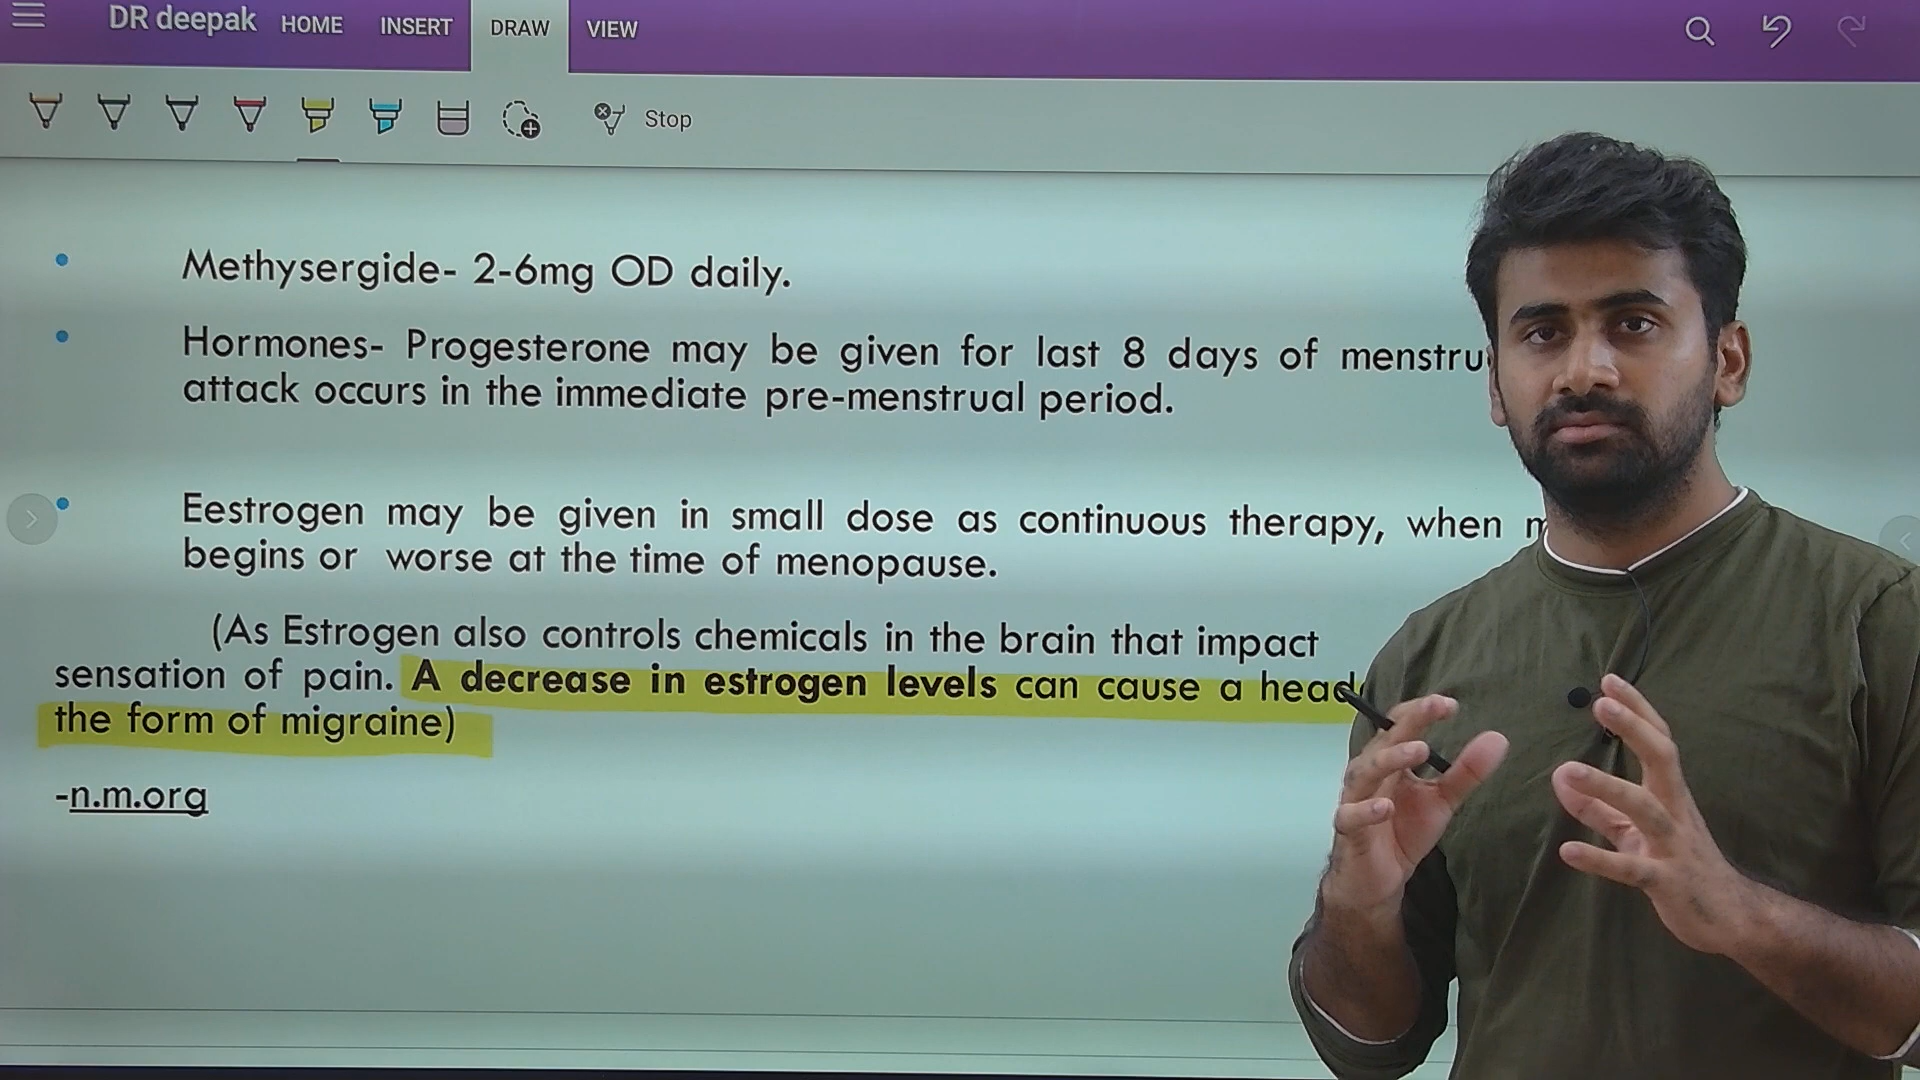 DR deepak HOME INSERT DRAW VIEW
Stop
Methysergide- 2-6mg OD daily.
Hormones- Progesterone may be given for last 8 days of
attack occurs in the immediate pre-menstrual period.
Eestrogen may be given in small dose as continuous therapy, when
begins or worse at the time of menopause.
(As Estrogen also controls chemicals in the brain that impact
sensation of pain. A decrease in estrogen levels can cause a
the form of migraine)
-n.m.org